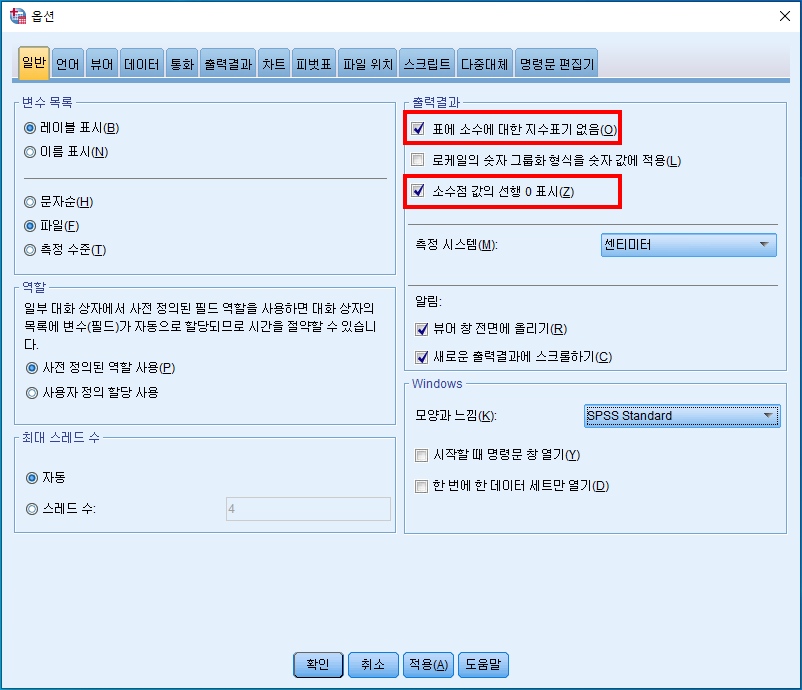 옵션
일반 언어 뷰어 데이터 통화 출력결과 차트 피벗표 파일 위치 스크립트 다중대체 명령문 편집기
변수 목록
레이블 표시(B)
이름 표시(N)
문자순(H)
파일(F)
측정 수준(T)
역할
일부 대화 상자에서 사전 정의된 필드 역할을 사용하면 대화 상자의
목록에 변수(필드)가 자동으로 할당되므로 시간을 절약할 수 있습니
다.
사전 정의된 역할 사용(P)
사용자 정의 할당 사용
최대 스레드 수
자동
스레드 수: 4
출력결과
표에 소수에 대한 지수표기 없음(O)
로케일의 숫자 그룹화 형식을 숫자 값에 적용(L)
소수점 값의 선행 0 표시(Z)
측정 시스템(M): 센티미터
알림:
뷰어 창 전면에 올리기(R)
새로운 출력결과에 스크롤하기(C)
Windows
모양과 느낌(K): SPSS Standard
시작할 때 명령문 창 열기(Y)
한 번에 한 데이터 세트만 열기(D)
확인 취소 적용(A) 도움말